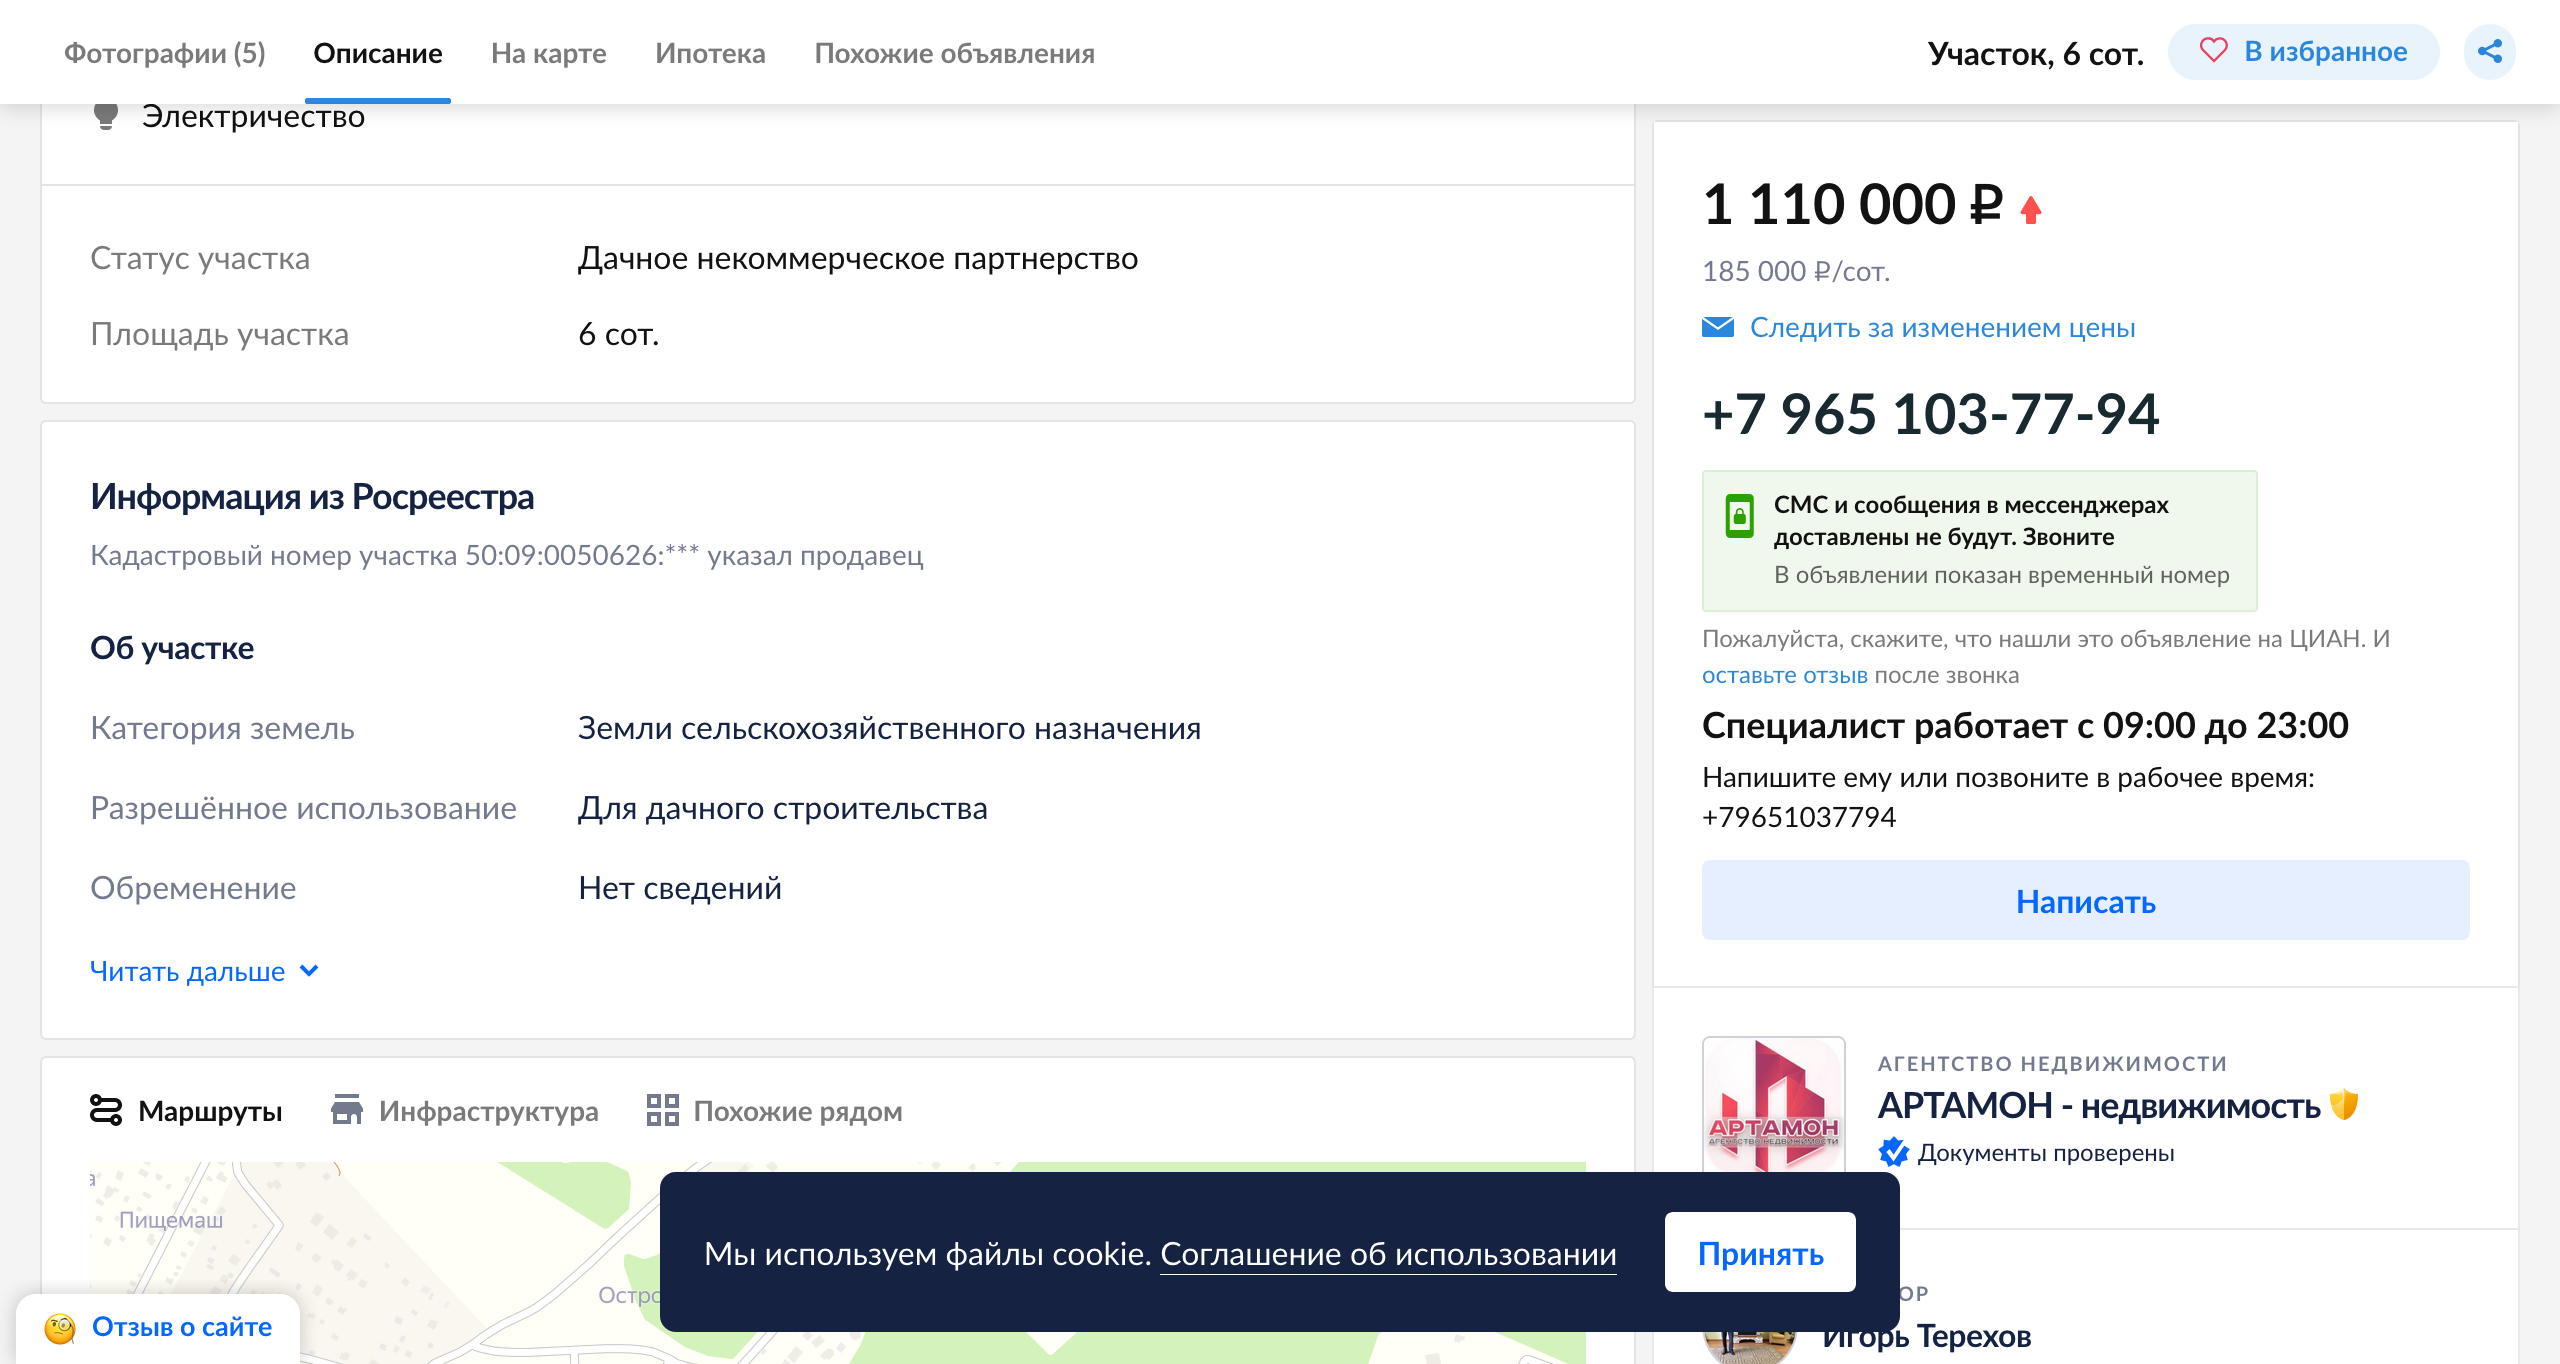 Фотографии (5)
Описание
На карте
Ипотека
Похожие объявления
Участок, 6 сот.
В избранное
Электричество
Статус участка
Дачное некоммерческое партнерство
Площадь участка
6 сот.
Информация из Росреестра
Кадастровый номер участка 50:09:0050626:*** указал продавец
Об участке
Категория земель
Земли сельскохозяйственного назначения
Разрешённое использование
Для дачного строительства
Обременение
Нет сведений
Читать дальше
Маршруты
Инфраструктура
Похожие рядом
Пищемаш
1 110 000 ₽
185 000 ₽/сот.
Следить за изменением цены
+7 965 103-77-94
СМС и сообщения в мессенджерах
доставлены не будут. Звоните
В объявлении показан временный номер
Пожалуйста, скажите, что нашли это объявление на ЦИАН. И
оставьте отзыв после звонка
Специалист работает с 09:00 до 23:00
Напишите ему или позвоните в рабочее время:
+79651037794
Написать
АРТАМОН
АГЕНТСТВО НЕДВИЖИМОСТИ
АГЕНТСТВО НЕДВИЖИМОСТИ
АРТАМОН - недвижимость
Документы проверены
Игорь Терехов
Мы используем файлы cookie. Соглашение об использовании
Принять
Отзыв о сайте